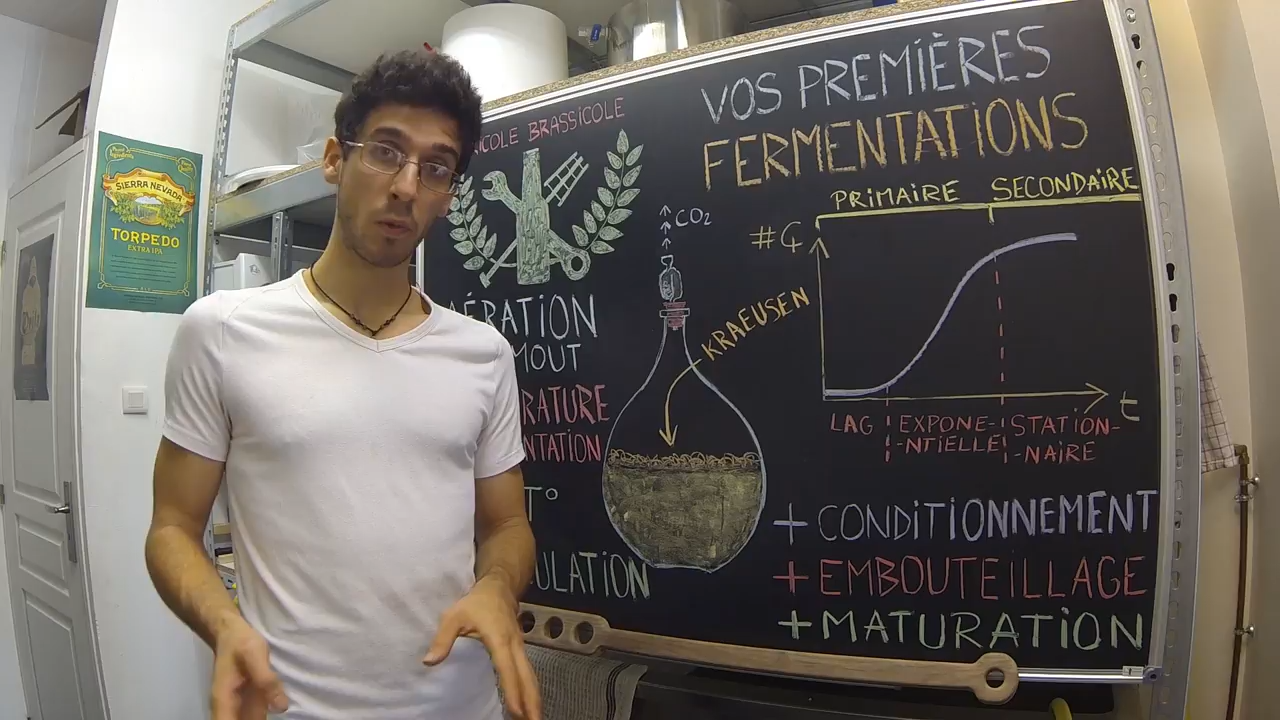 VOS PREMIÈRES
FERMENTATIONS
BRASSICOLE
SIERRA NEVADA
TORPEDO
EXTRA IPA
CO2
KRAEUSEN
PRIMAIRE SECONDAIRE
#G
t
LAG
EXPONE-
-NTIELLE
STATION-
-NAIRE
AÉRATION
MOUT
RATURE
NTATION
T°
ULATION
+ CONDITIONNEMENT
+ EMBOUTEILLAGE
+ MATURATION